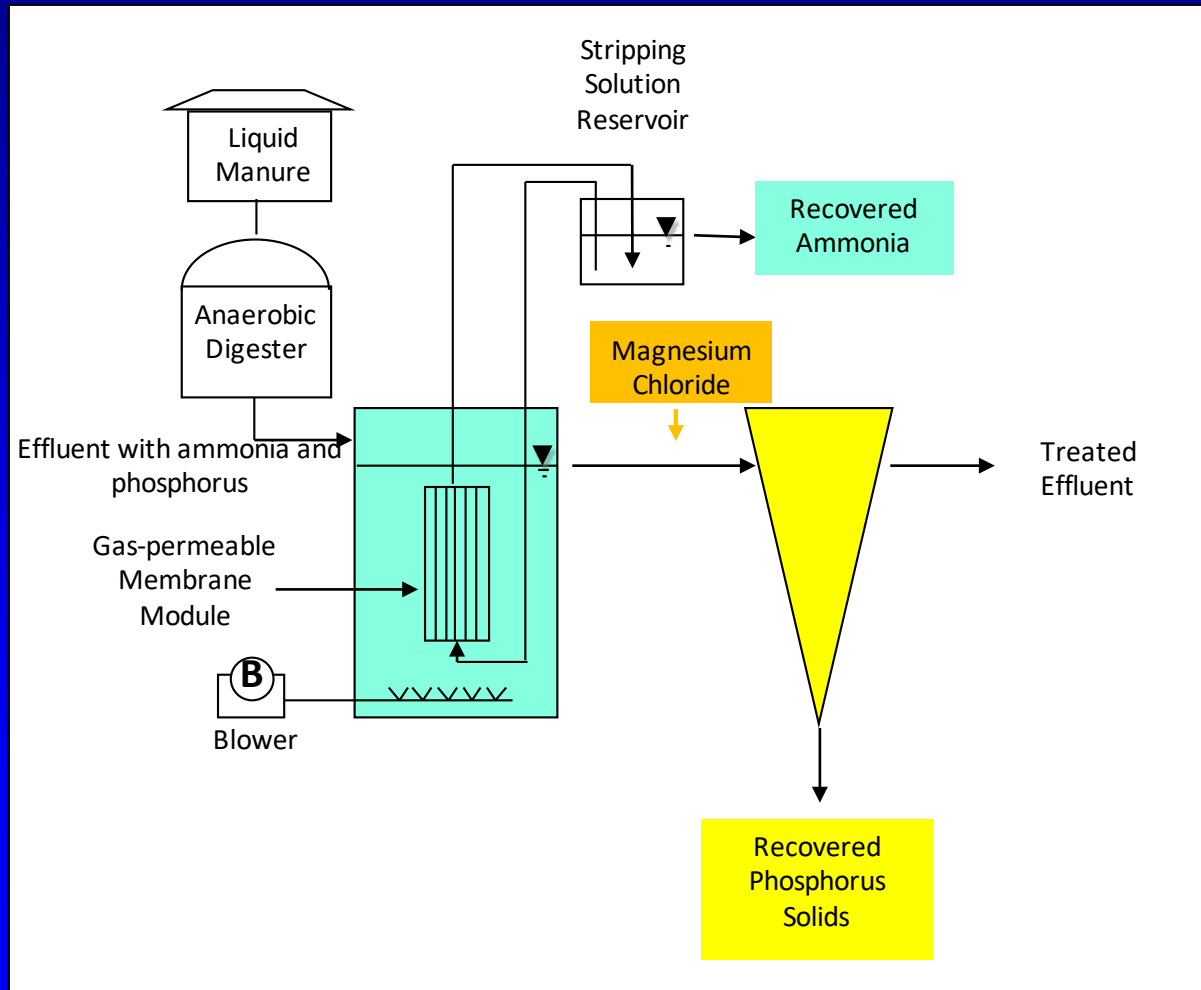 Stripping
Solution
Reservoir
Liquid
Manure
Recovered
Ammonia
Anaerobic
Digester
Magnesium
Chloride
Effluent with ammonia and
phosphorus
Treated
Effluent
Gas-permeable
Membrane
Module
B
Blower
Recovered
Phosphorus
Solids